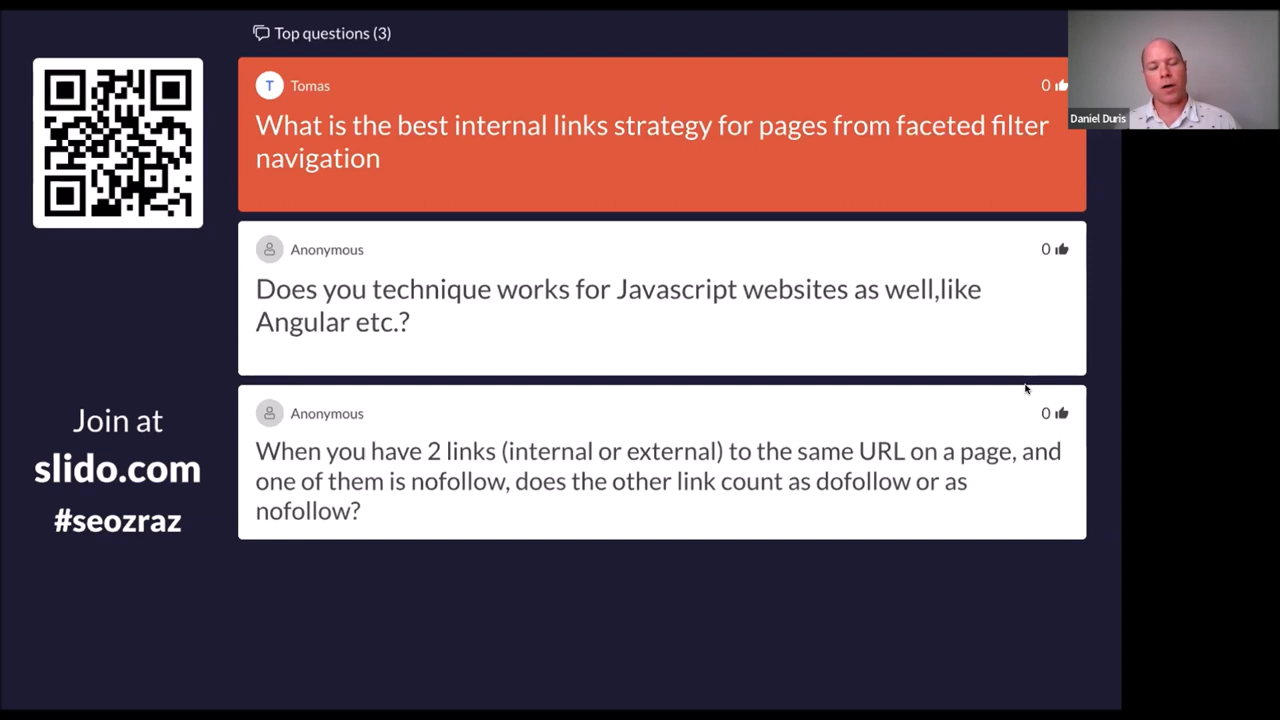 Top questions (3)
T Tomas
0
What is the best internal links strategy for pages from faceted filter
navigation
Daniel Duris
Anonymous
0
Does you technique works for Javascript websites as well,like
Angular etc.?
Anonymous
0
When you have 2 links (internal or external) to the same URL on a page, and
one of them is nofollow, does the other link count as dofollow or as
nofollow?
Join at
slido.com
#seozraz